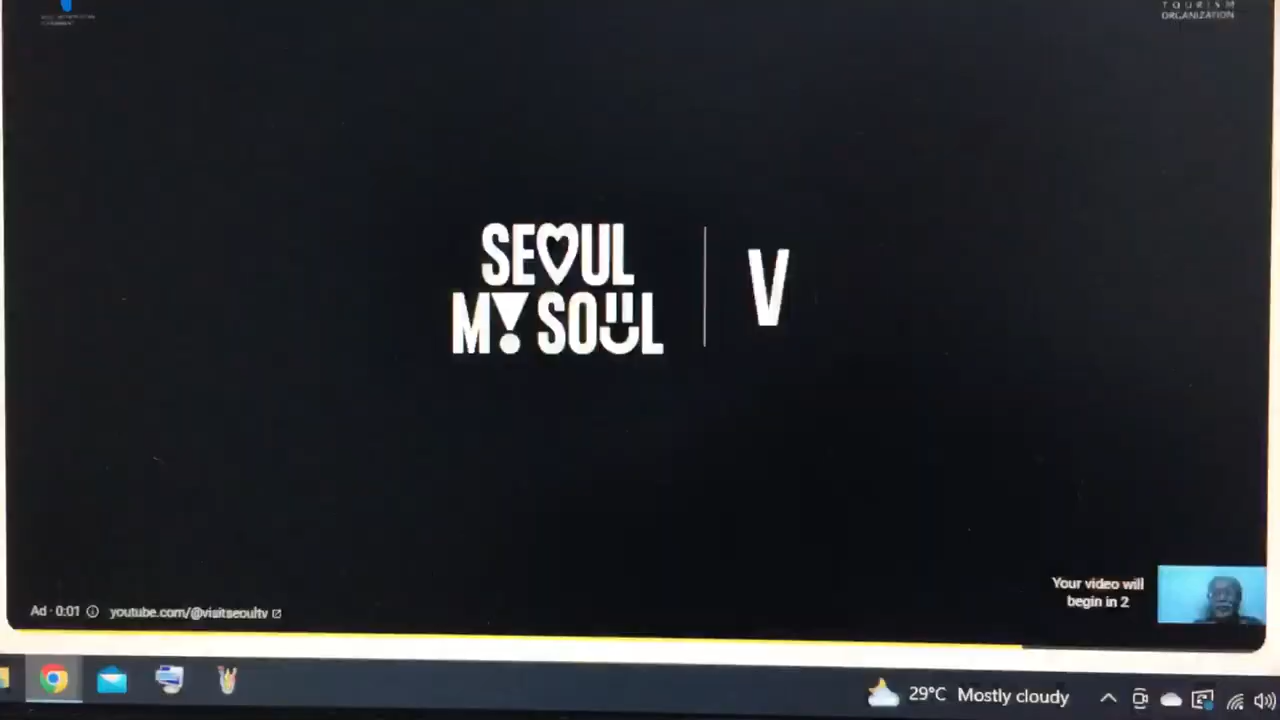 TOURISM
ORGANIZATION
SEOUL
MY SOUL
V
Your video will
begin in 2
Ad · 0:01
youtube.com/@visitseoultv
29°C Mostly cloudy